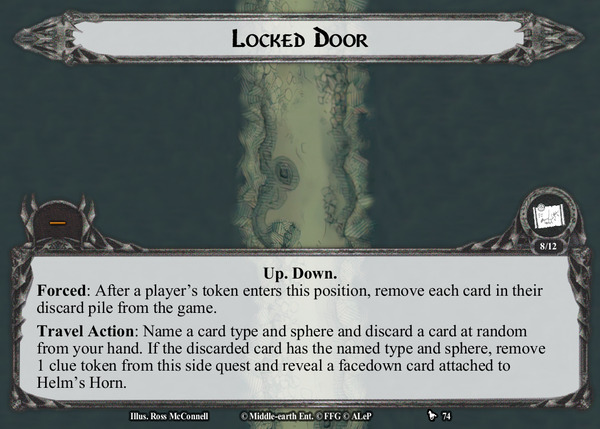 Locked Door
8/12
Up. Down.
Forced: After a player's token enters this position, remove each card in their
discard pile from the game.
Travel Action: Name a card type and sphere and discard a card at random
from your hand. If the discarded card has the named type and sphere, remove
1 clue token from this side quest and reveal a facedown card attached to
Helm's Horn.
Illus. Ross McConnell ©Middle-earth Ent. © FFG © ALeP 74